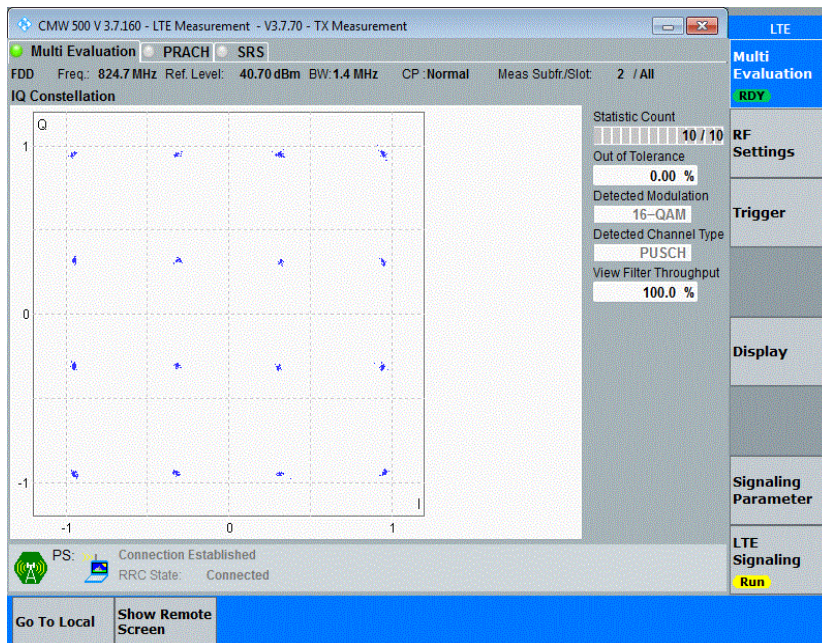 CMW 500 V 3.7.160 - LTE Measurement - V3.7.70 - TX Measurement
LTE
Multi Evaluation PRACH SRS
FDD Freq.: 824.7 MHz Ref. Level: 40.70 dBm BW: 1.4 MHz CP : Normal Meas Subfr./Slot: 2 / All
IQ Constellation
Q
1
0
-1
I
-1 0 1
Statistic Count
10 / 10
Out of Tolerance
0.00 %
Detected Modulation
16-QAM
Detected Channel Type
PUSCH
View Filter Throughput
100.0 %
Multi
Evaluation
RDY
RF
Settings
Trigger
Display
Signaling
Parameter
LTE
Signaling
Run
PS: Connection Established
RRC State: Connected
Go To Local
Show Remote
Screen